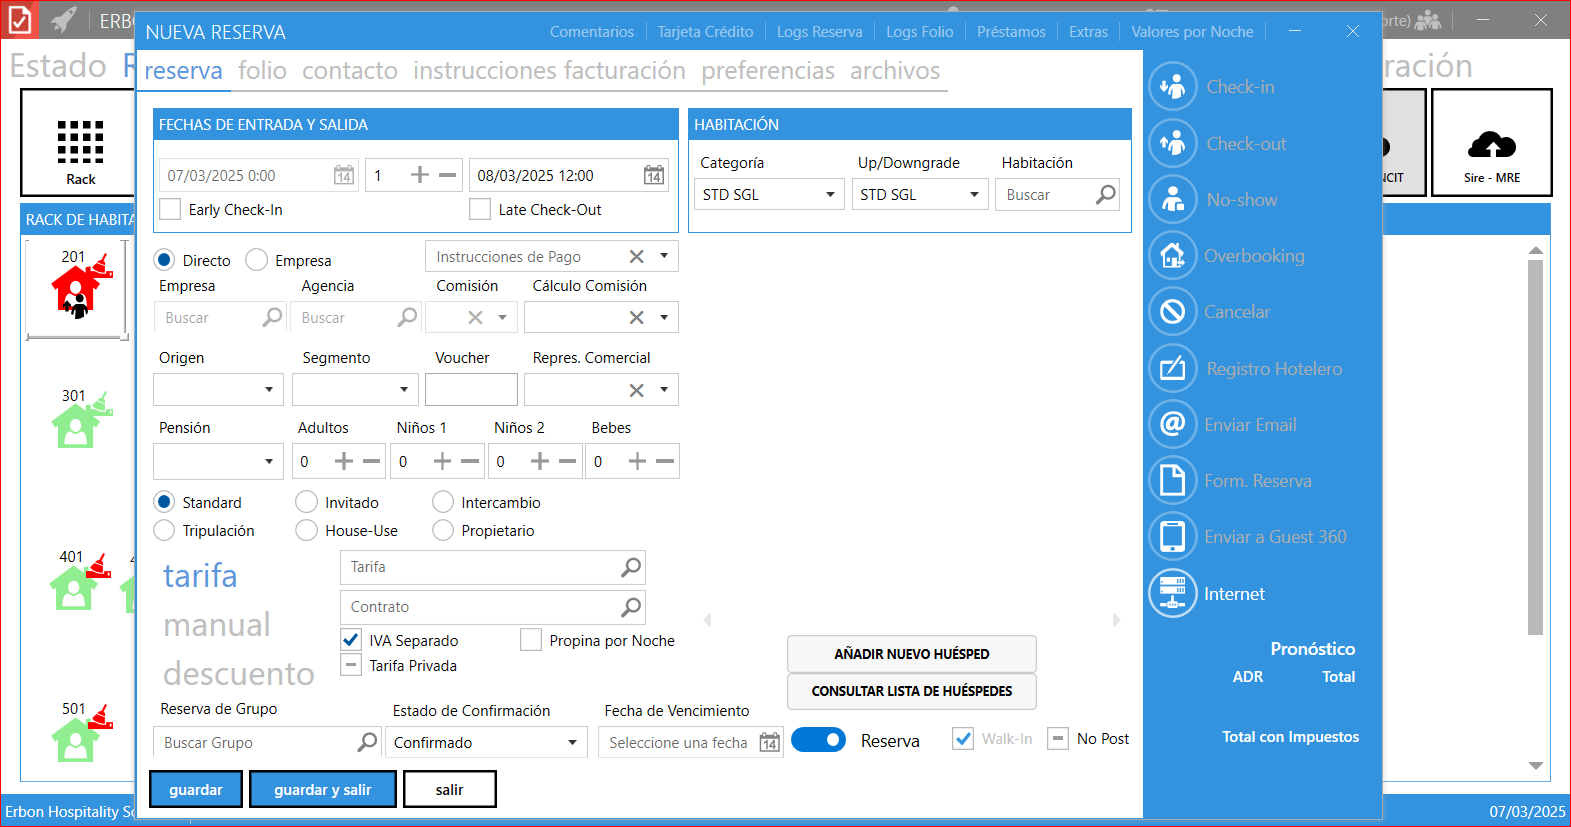 NUEVA RESERVA
Comentarios
Tarjeta Crédito
Logs Reserva
Logs Folio
Préstamos
Extras
Valores por Noche
Estado
reserva folio contacto instrucciones facturación preferencias archivos
Rack
Sire - MRE
FECHAS DE ENTRADA Y SALIDA
07/03/2025 0:00
14
1
08/03/2025 12:00
14
Early Check-In
Late Check-Out
HABITACIÓN
Categoría
Up/Downgrade
Habitación
STD SGL
STD SGL
Buscar
RACK DE HABITA
201
301
401
501
Directo
Empresa
Instrucciones de Pago
Empresa
Agencia
Comisión
Cálculo Comisión
Buscar
Buscar
Origen
Segmento
Voucher
Repres. Comercial
Pensión
Adultos
Niños 1
Niños 2
Bebes
0
0
0
0
Standard
Invitado
Intercambio
Tripulación
House-Use
Propietario
tarifa
manual
descuento
Tarifa
Contrato
IVA Separado
Propina por Noche
Tarifa Privada
AÑADIR NUEVO HUÉSPED
CONSULTAR LISTA DE HUÉSPEDES
Reserva de Grupo
Estado de Confirmación
Fecha de Vencimiento
Buscar Grupo
Confirmado
Seleccione una fecha
14
Reserva
Walk-In
No Post
guardar
guardar y salir
salir
Check-in
Check-out
No-show
Overbooking
Cancelar
Registro Hotelero
Enviar Email
Form. Reserva
Enviar a Guest 360
Internet
Pronóstico
ADR
Total
Total con Impuestos
Erbon Hospitality
07/03/2025